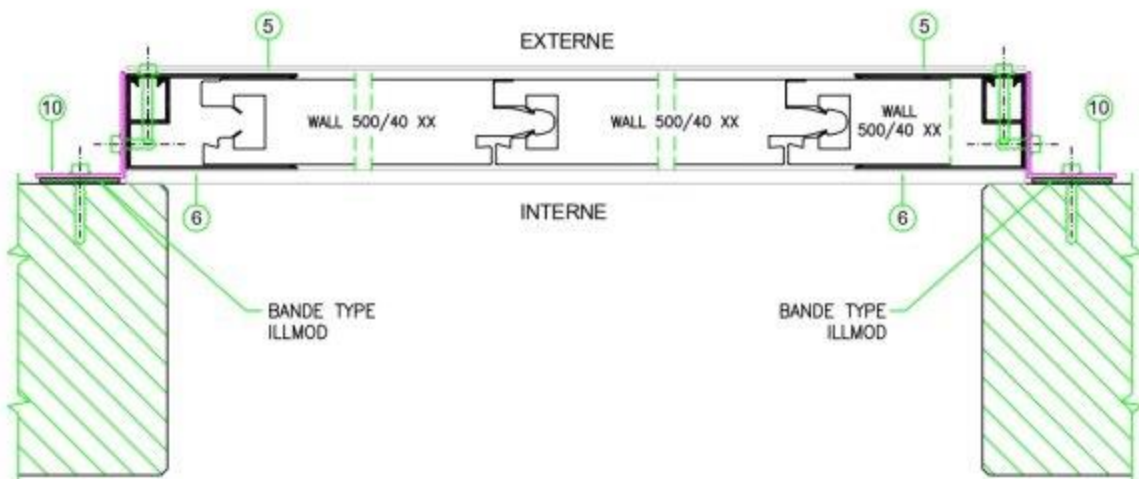 5
EXTERNE
5
10
WALL 500/40 XX
WALL 500/40 XX
WALL
500/40 XX
10
6
INTERNE
6
BANDE TYPE
ILLMOD
BANDE TYPE
ILLMOD